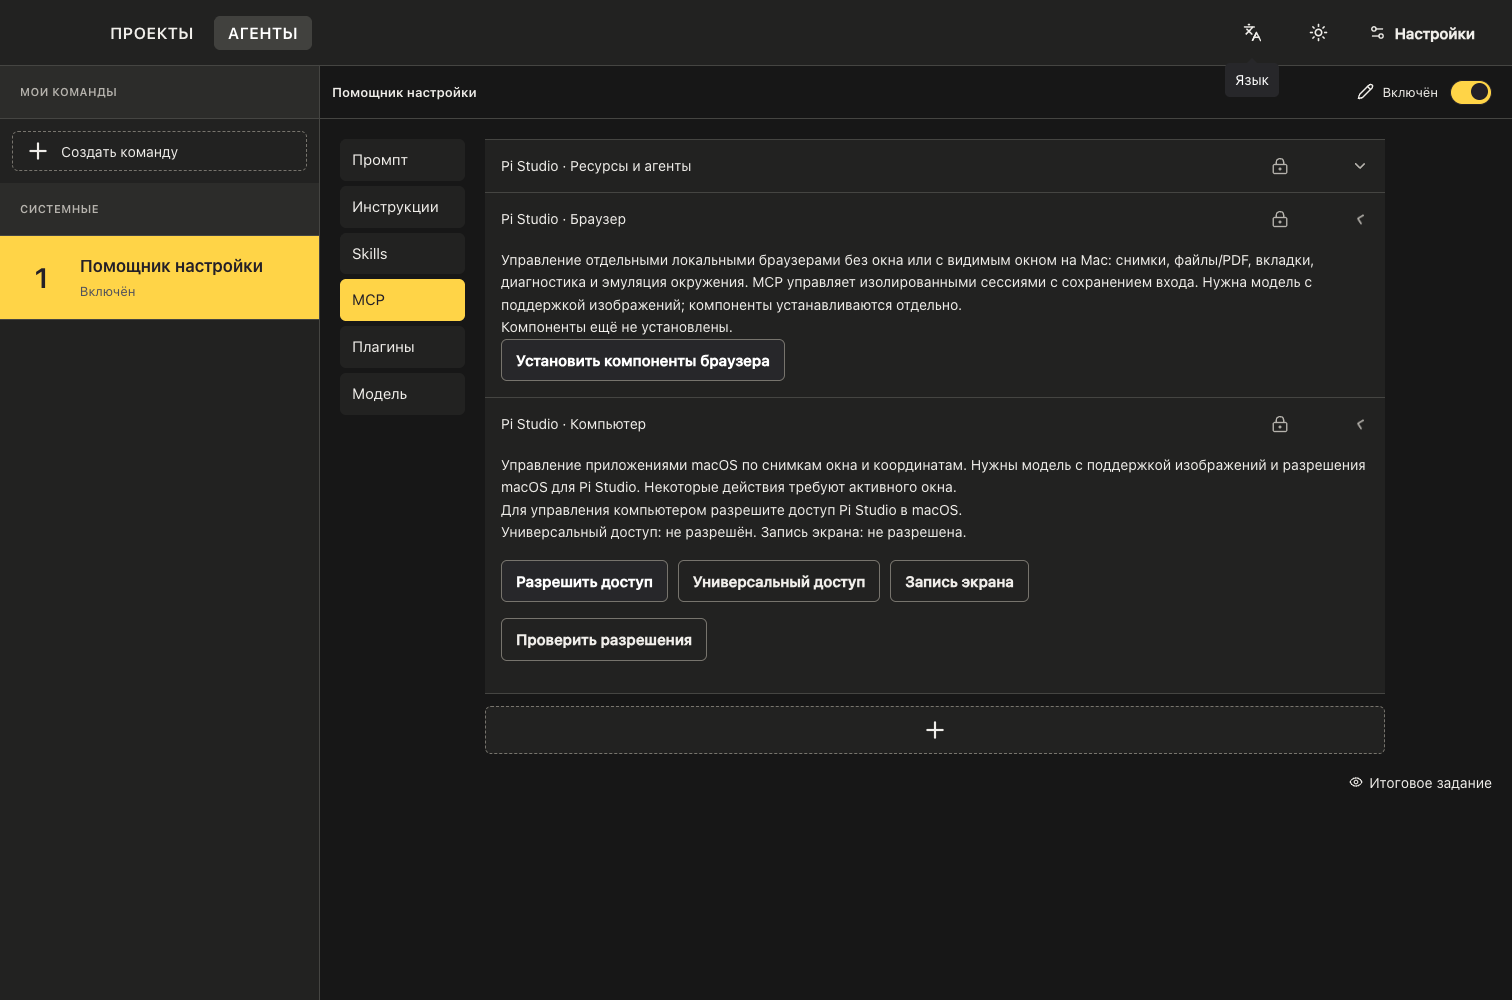 ПРОЕКТЫ
АГЕНТЫ
Настройки
Язык
МОИ КОМАНДЫ
Помощник настройки
Включён
Создать команду
СИСТЕМНЫЕ
1
Помощник настройки
Включён
Промпт
Инструкции
Skills
MCP
Плагины
Модель
Pi Studio · Ресурсы и агенты
Pi Studio · Браузер
Управление отдельными локальными браузерами без окна или с видимым окном на Mac: снимки, файлы/PDF, вкладки,
диагностика и эмуляция окружения. MCP управляет изолированными сессиями с сохранением входа. Нужна модель с
поддержкой изображений; компоненты устанавливаются отдельно.
Компоненты ещё не установлены.
Установить компоненты браузера
Pi Studio · Компьютер
Управление приложениями macOS по снимкам окна и координатам. Нужны модель с поддержкой изображений и разрешения
macOS для Pi Studio. Некоторые действия требуют активного окна.
Для управления компьютером разрешите доступ Pi Studio в macOS.
Универсальный доступ: не разрешён. Запись экрана: не разрешена.
Разрешить доступ
Универсальный доступ
Запись экрана
Проверить разрешения
Итоговое задание